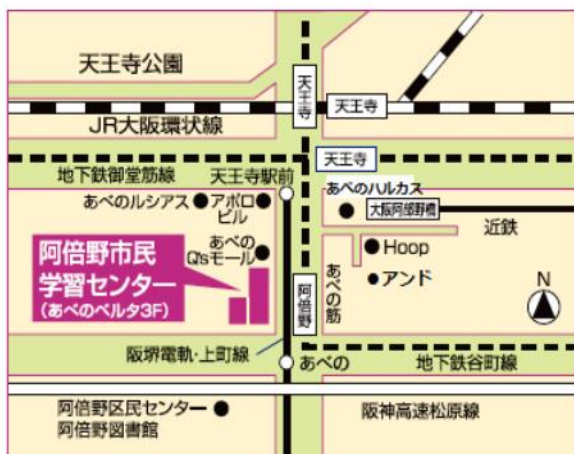 天王寺公園
天王寺
天王寺
JR大阪環状線
天王寺
地下鉄御堂筋線
天王寺駅前
あべのハルカス
あべのルシアス
アポロ
ビル
大阪阿部野橋
近鉄
あべの
Q'sモール
Hoop
阿倍野市民
学習センター
(あべのベルタ3F)
アンド
あべの筋
阿倍野
N
阪堺電軌・上町線
あべの
地下鉄谷町線
阿倍野区民センター
阿倍野図書館
阪神高速松原線